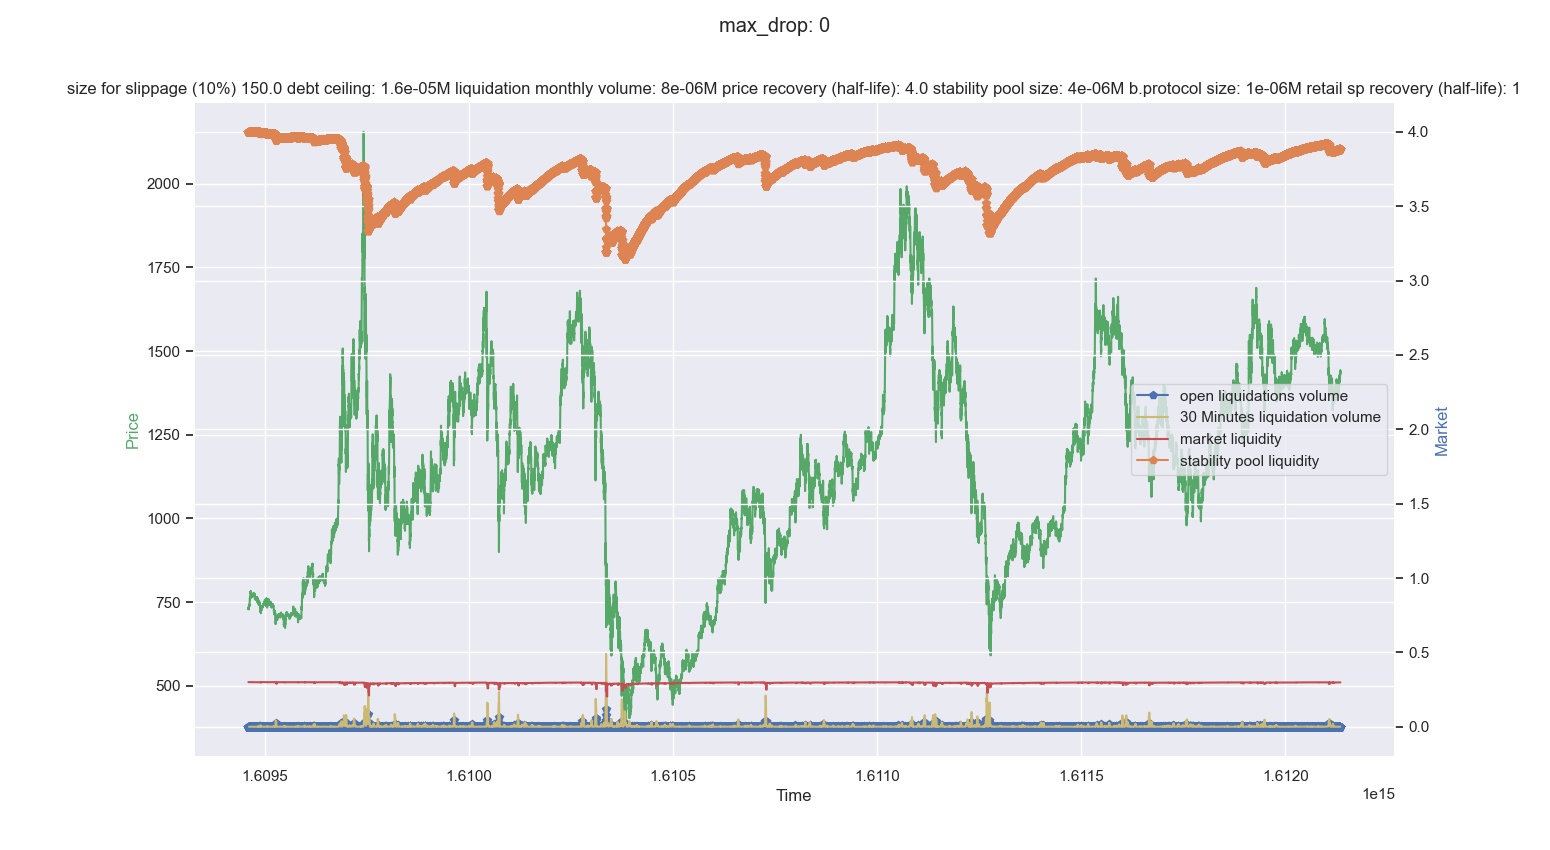 max_drop: 0
size for slippage (10%) 150.0 debt ceiling: 1.6e-05M liquidation monthly volume: 8e-06M price recovery (half-life): 4.0 stability pool size: 4e-06M b.protocol size: 1e-06M retail sp recovery (half-life): 1
2000
1750
1500
1250
1000
750
500
Price
4.0
3.5
3.0
2.5
2.0
1.5
1.0
0.5
0.0
Market
open liquidations volume
30 Minutes liquidation volume
market liquidity
stability pool liquidity
1.6095 1.6100 1.6105 1.6110 1.6115 1.6120
Time
1e15